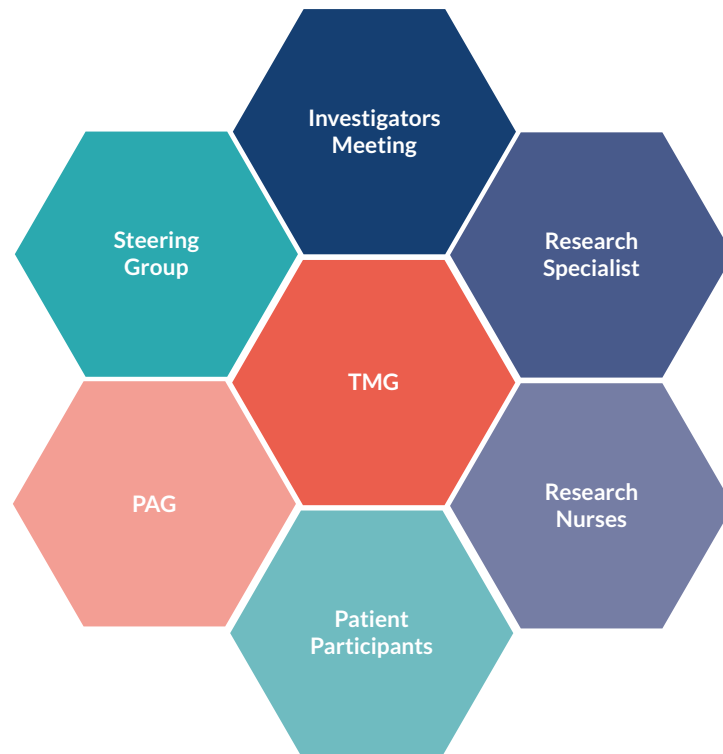 Investigators
Meeting
Steering
Group
Research
Specialist
TMG
PAG
Research
Nurses
Patient
Participants